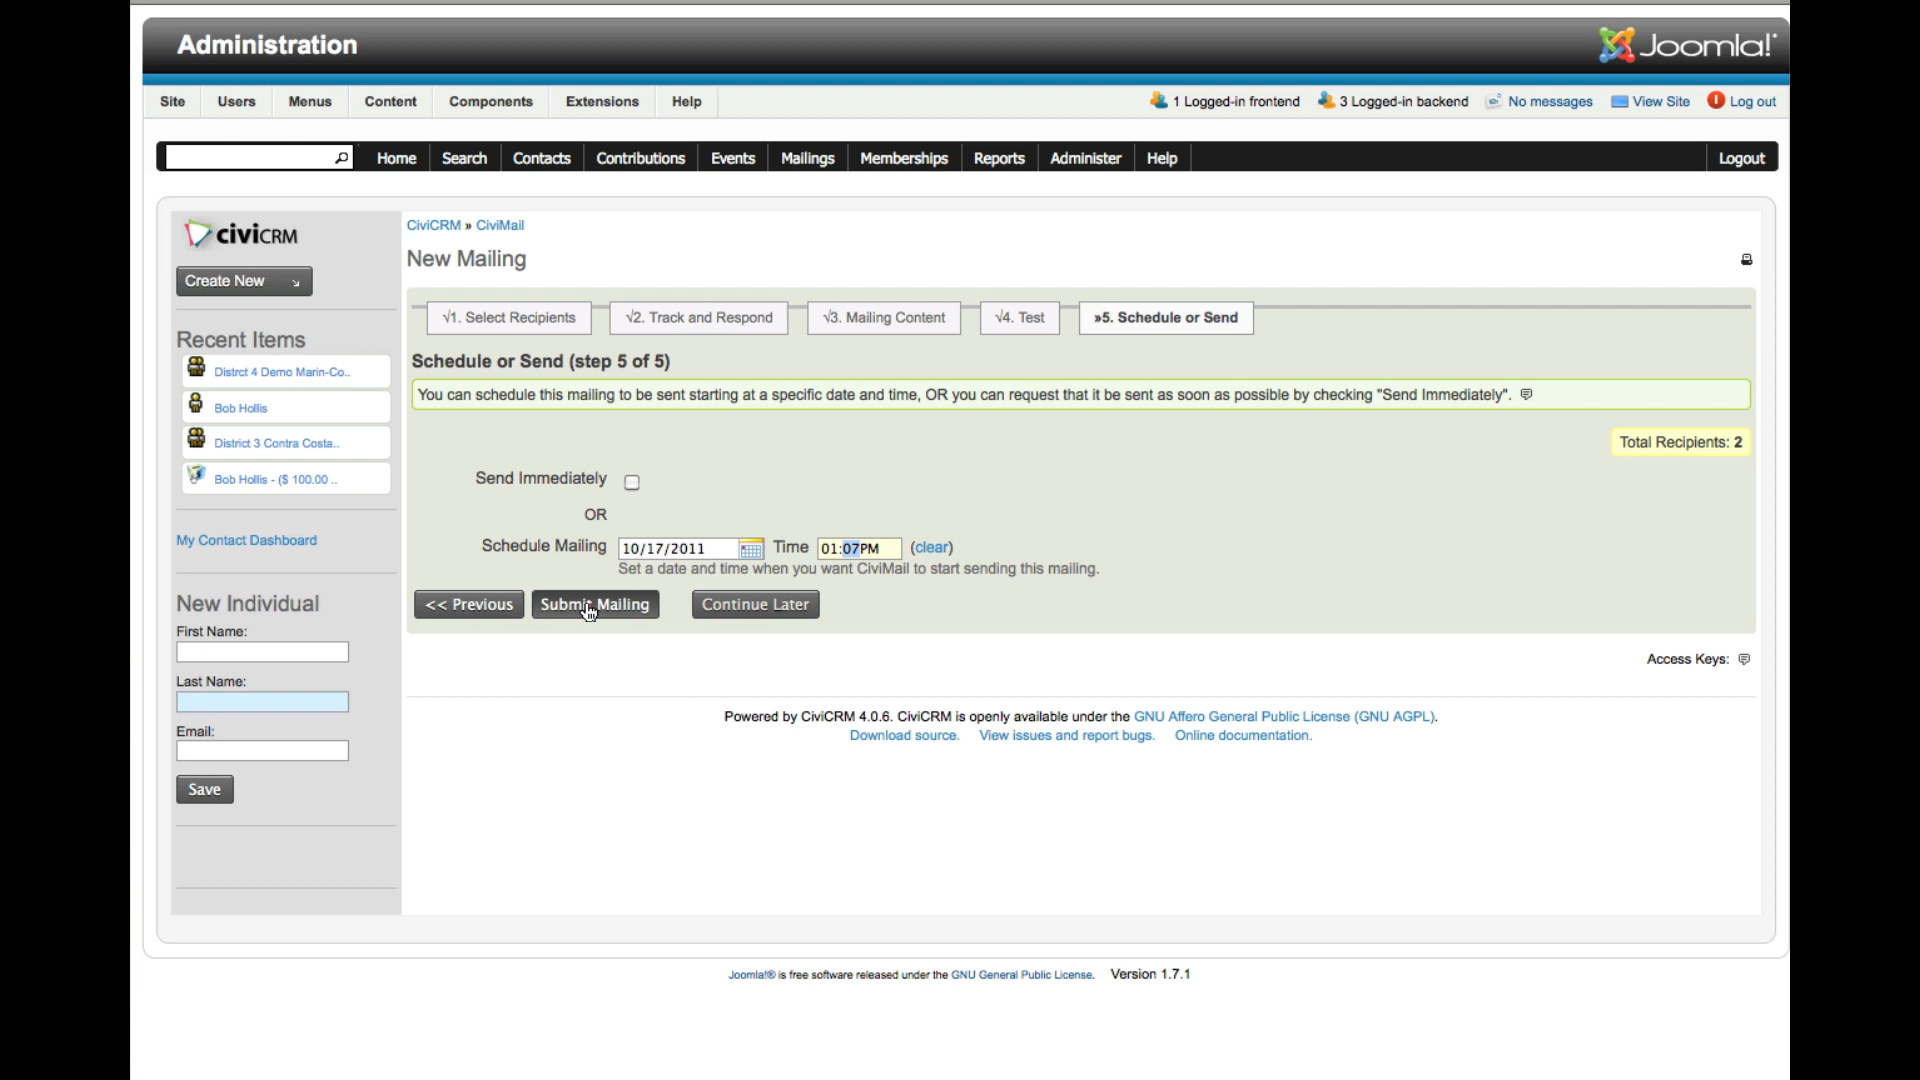 Administration
Joomla!
Site Users Menus Content Components Extensions Help
1 Logged-in frontend 3 Logged-in backend No messages View Site Log out
Home Search Contacts Contributions Events Mailings Memberships Reports Administer Help Logout
civiCRM
Create New
Recent Items
Distrct 4 Demo Marin-Co..
Bob Hollis
District 3 Contra Costa..
Bob Hollis - ($ 100.00 ..
My Contact Dashboard
New Individual
First Name:
Last Name:
Email:
Save
CiviCRM » CiviMail
New Mailing
√1. Select Recipients √2. Track and Respond √3. Mailing Content √4. Test »5. Schedule or Send
Schedule or Send (step 5 of 5)
You can schedule this mailing to be sent starting at a specific date and time, OR you can request that it be sent as soon as possible by checking "Send Immediately".
Total Recipients: 2
Send Immediately
OR
Schedule Mailing 10/17/2011 Time 01:07PM (clear)
Set a date and time when you want CiviMail to start sending this mailing.
<< Previous Submit Mailing Continue Later
Access Keys:
Powered by CiviCRM 4.0.6. CiviCRM is openly available under the GNU Affero General Public License (GNU AGPL).
Download source. View issues and report bugs. Online documentation.
Joomla!® is free software released under the GNU General Public License. Version 1.7.1